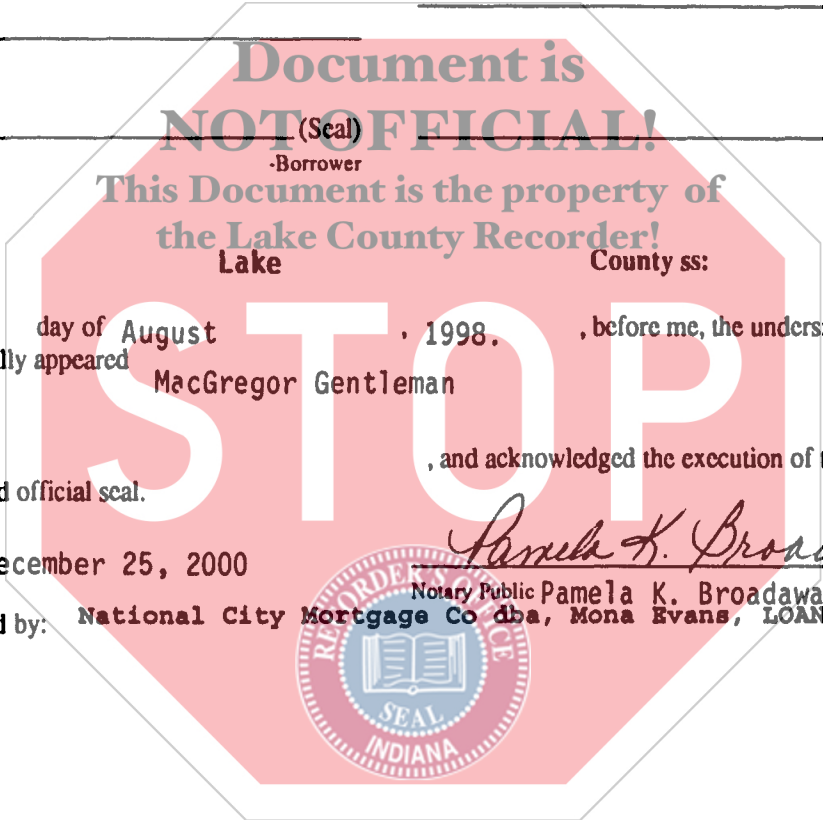 Document is
NOT OFFICIAL!
(Seal)
-Borrower
This Document is the property of
the Lake County Recorder!
Lake County ss:
day of August , 1998. , before me, the unders
lly appeared
MacGregor Gentleman
STOP
, and acknowledged the execution of t
d official seal.
Pamela K. Broad
ecember 25, 2000
Notary Public Pamela K. Broadawa
d by: National City Mortgage Co dba, Mona Evans, LOAN
RECORDER'S OFFICE
SEAL
INDIANA